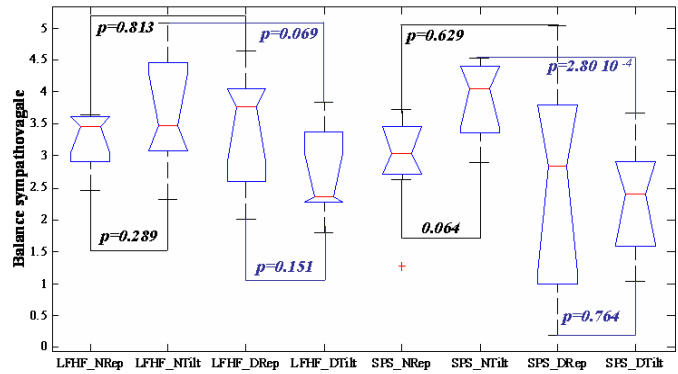 p=0.813
p=0.069
p=0.629
p=2.80 10 -4
5
4.5
4
3.5
3
2.5
2
1.5
1
0.5
0
Balance sympathovagale
p=0.289
p=0.151
0.064
p=0.764
LFHF_NRep LFHF_NTilt LFHF_DRep LFHF_DTilt SPS_NRep SPS_NTilt SPS_DRep SPS_DTilt